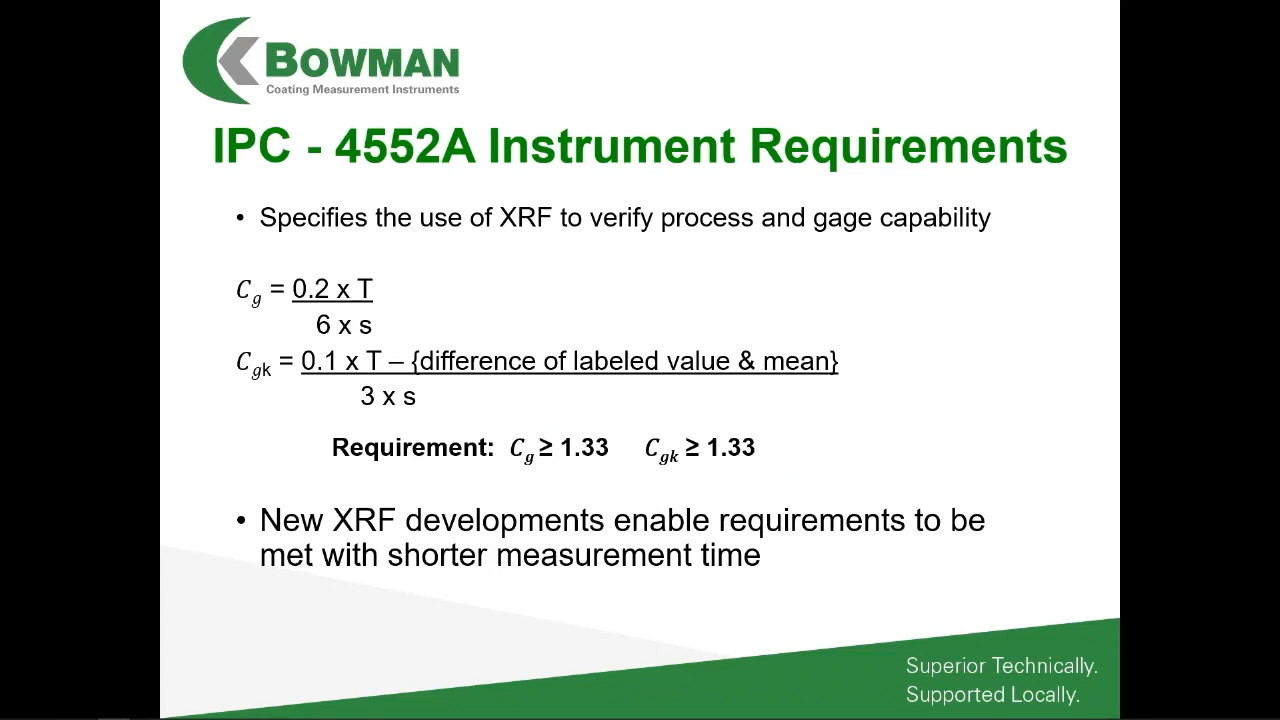 BOWMAN
Coating Measurement Instruments
IPC - 4552A Instrument Requirements
• Specifies the use of XRF to verify process and gage capability
Cg = 0.2 x T
6 x s
Cgk = 0.1 x T – {difference of labeled value & mean}
3 x s
Requirement: Cg ≥ 1.33 Cgk ≥ 1.33
• New XRF developments enable requirements to be
met with shorter measurement time
Superior Technically.
Supported Locally.